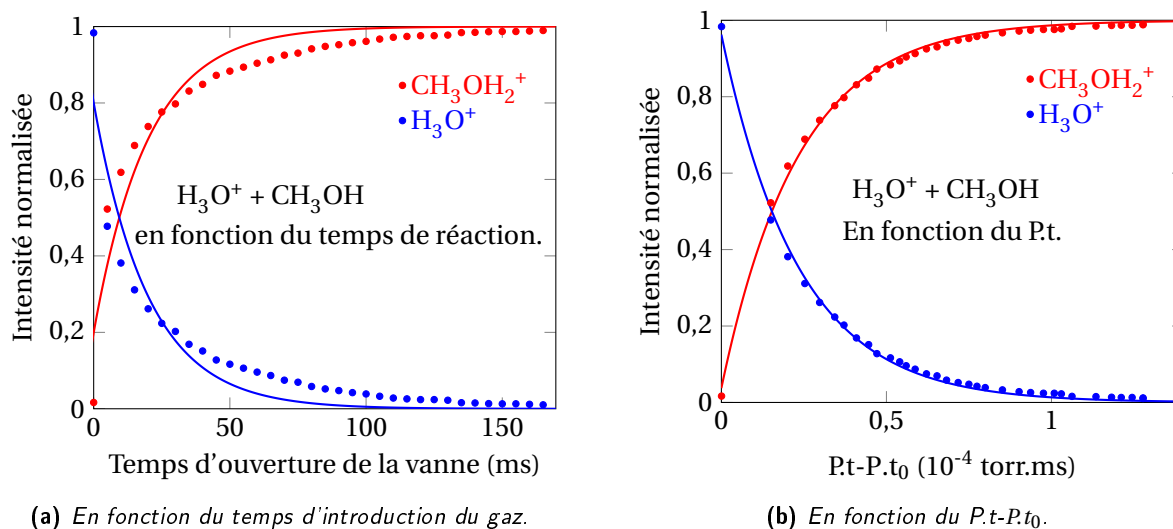 1
0,8
0,6
0,4
0,2
0
Intensité normalisée
CH₃OH₂⁺
H₃O⁺
H₃O⁺ + CH₃OH
en fonction du temps de réaction.
0
50
100
150
Temps d'ouverture de la vanne (ms)
(a) En fonction du temps d'introduction du gaz.
1
0,8
0,6
0,4
0,2
0
Intensité normalisée
CH₃OH₂⁺
H₃O⁺
H₃O⁺ + CH₃OH
En fonction du P.t.
0
0,5
1
P.t-P.t₀ (10⁻⁴ torr.ms)
(b) En fonction du P.t-P.t₀.